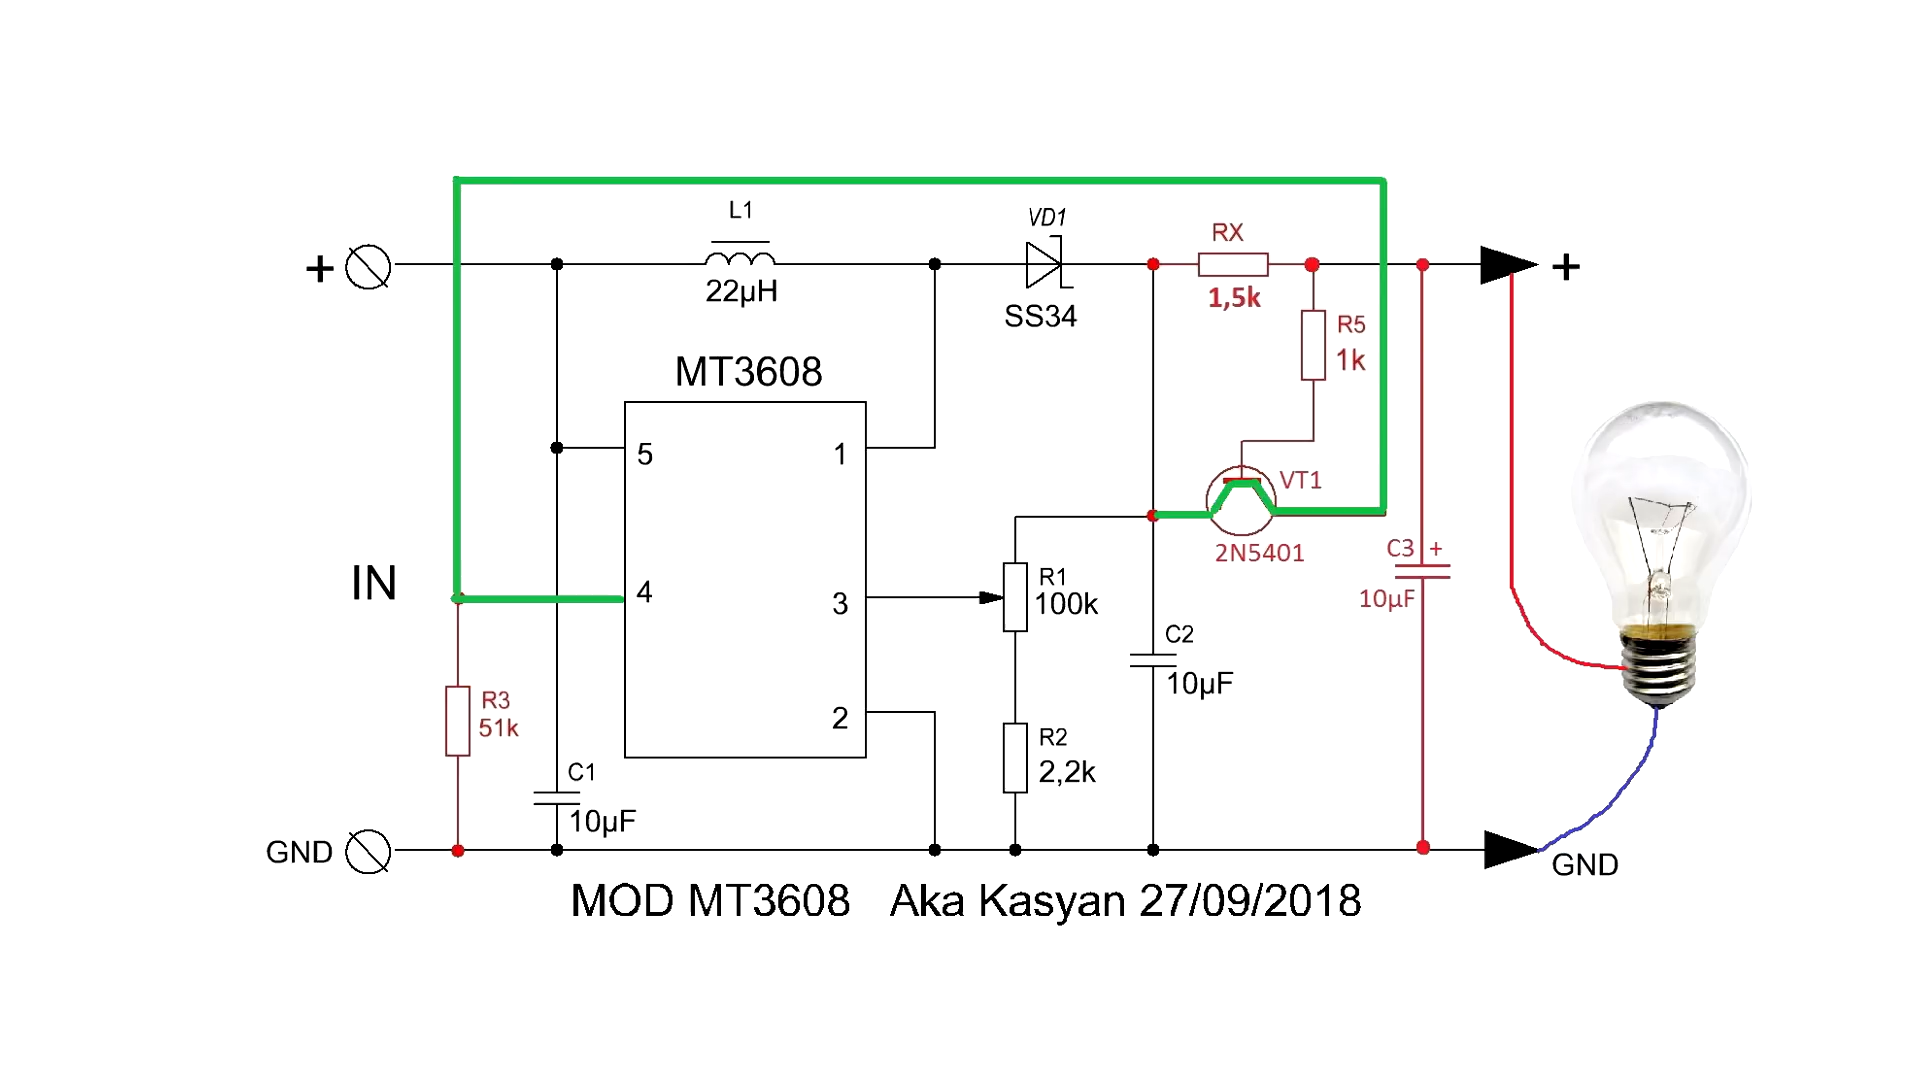 L1
22µH
VD1
SS34
RX
1,5k
+
+
R5
1k
MT3608
5
1
4
3
2
VT1
2N5401
IN
R1
100k
C3 +
10µF
C2
10µF
R3
51k
R2
2,2k
C1
10µF
GND
GND
MOD MT3608 Aka Kasyan 27/09/2018